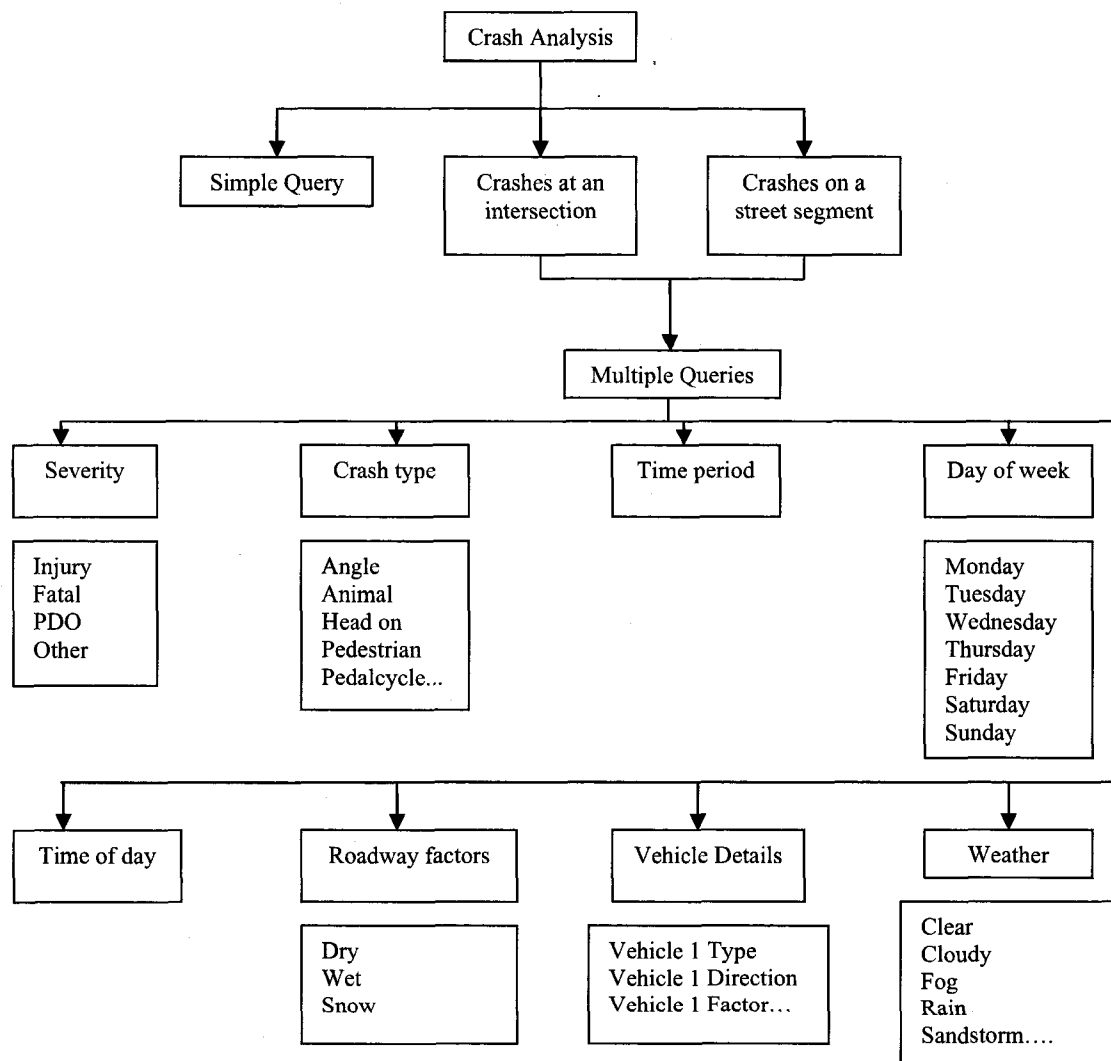 Crash Analysis
Simple Query
Crashes at an
intersection
Crashes on a
street segment
Multiple Queries
Severity
Crash type
Time period
Day of week
Injury
Fatal
PDO
Other
Angle
Animal
Head on
Pedestrian
Pedalcycle...
Monday
Tuesday
Wednesday
Thursday
Friday
Saturday
Sunday
Time of day
Roadway factors
Vehicle Details
Weather
Dry
Wet
Snow
Vehicle 1 Type
Vehicle 1 Direction
Vehicle 1 Factor...
Clear
Cloudy
Fog
Rain
Sandstorm....